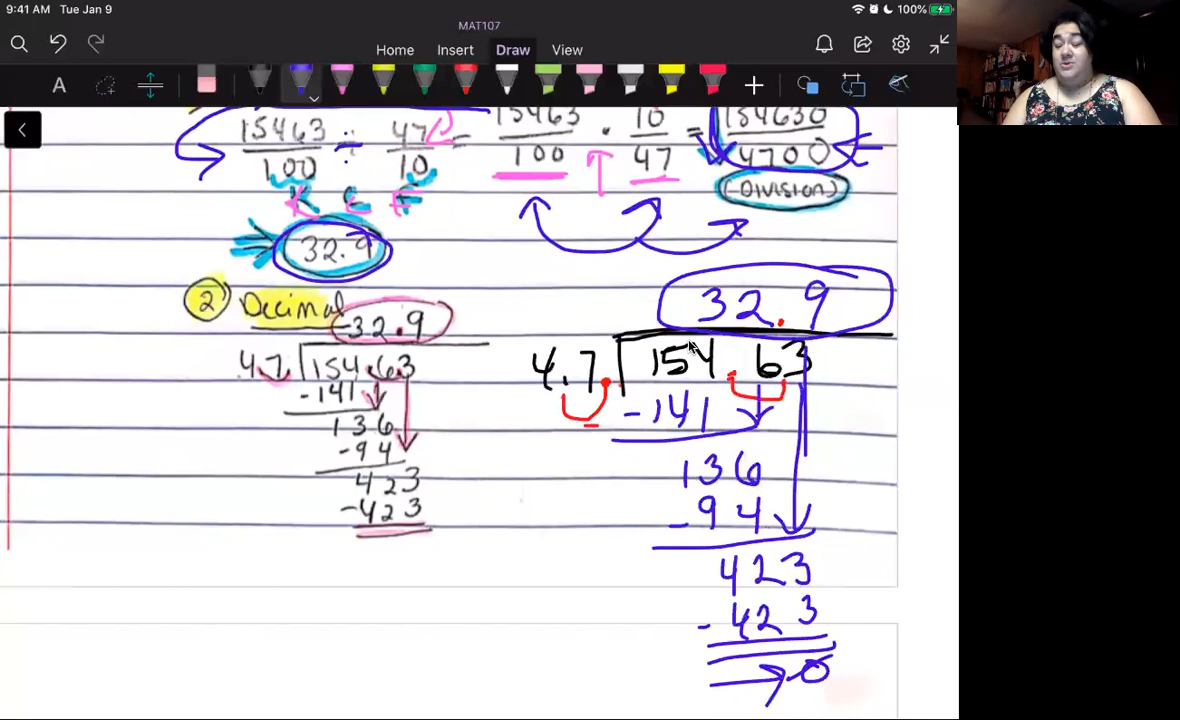 9:41 AM Tue Jan 9 100%
MAT107
Home Insert Draw View
A
15463/100 ÷ 47/10 = 15463/100 · 10/47 = 154630/4700
K C F
(Division)
32.9
2 Decimal
32.9
4.7 154.63
-141
136
-94
423
-423
32.9
4.7. 154.63
-141
136
-94
423
-423
→ 0